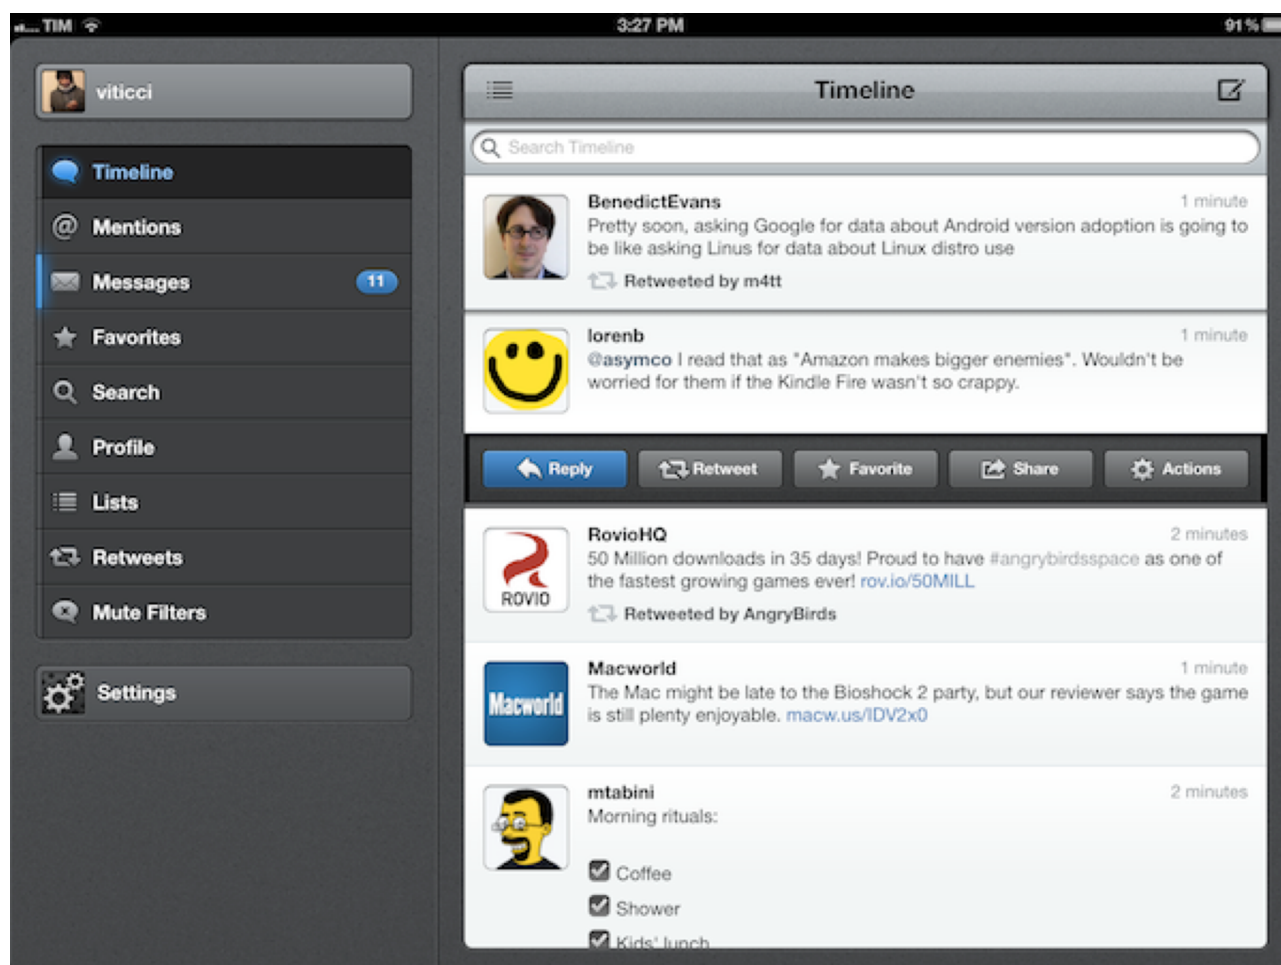 TIM 3:27 PM 91%
viticci
Timeline
Mentions
Messages 11
Favorites
Search
Profile
Lists
Retweets
Mute Filters
Settings
Timeline
Search Timeline
BenedictEvans 1 minute
Pretty soon, asking Google for data about Android version adoption is going to
be like asking Linus for data about Linux distro use
Retweeted by m4tt
lorenb 1 minute
@asymco I read that as "Amazon makes bigger enemies". Wouldn't be
worried for them if the Kindle Fire wasn't so crappy.
Reply Retweet Favorite Share Actions
ROVIO
RovioHQ 2 minutes
50 Million downloads in 35 days! Proud to have #angrybirdsspace as one of
the fastest growing games ever! rov.io/50MILL
Retweeted by AngryBirds
Macworld
Macworld 1 minute
The Mac might be late to the Bioshock 2 party, but our reviewer says the game
is still plenty enjoyable. macw.us/IDV2x0
mtabini 2 minutes
Morning rituals:
Coffee
Shower
Kids' lunch